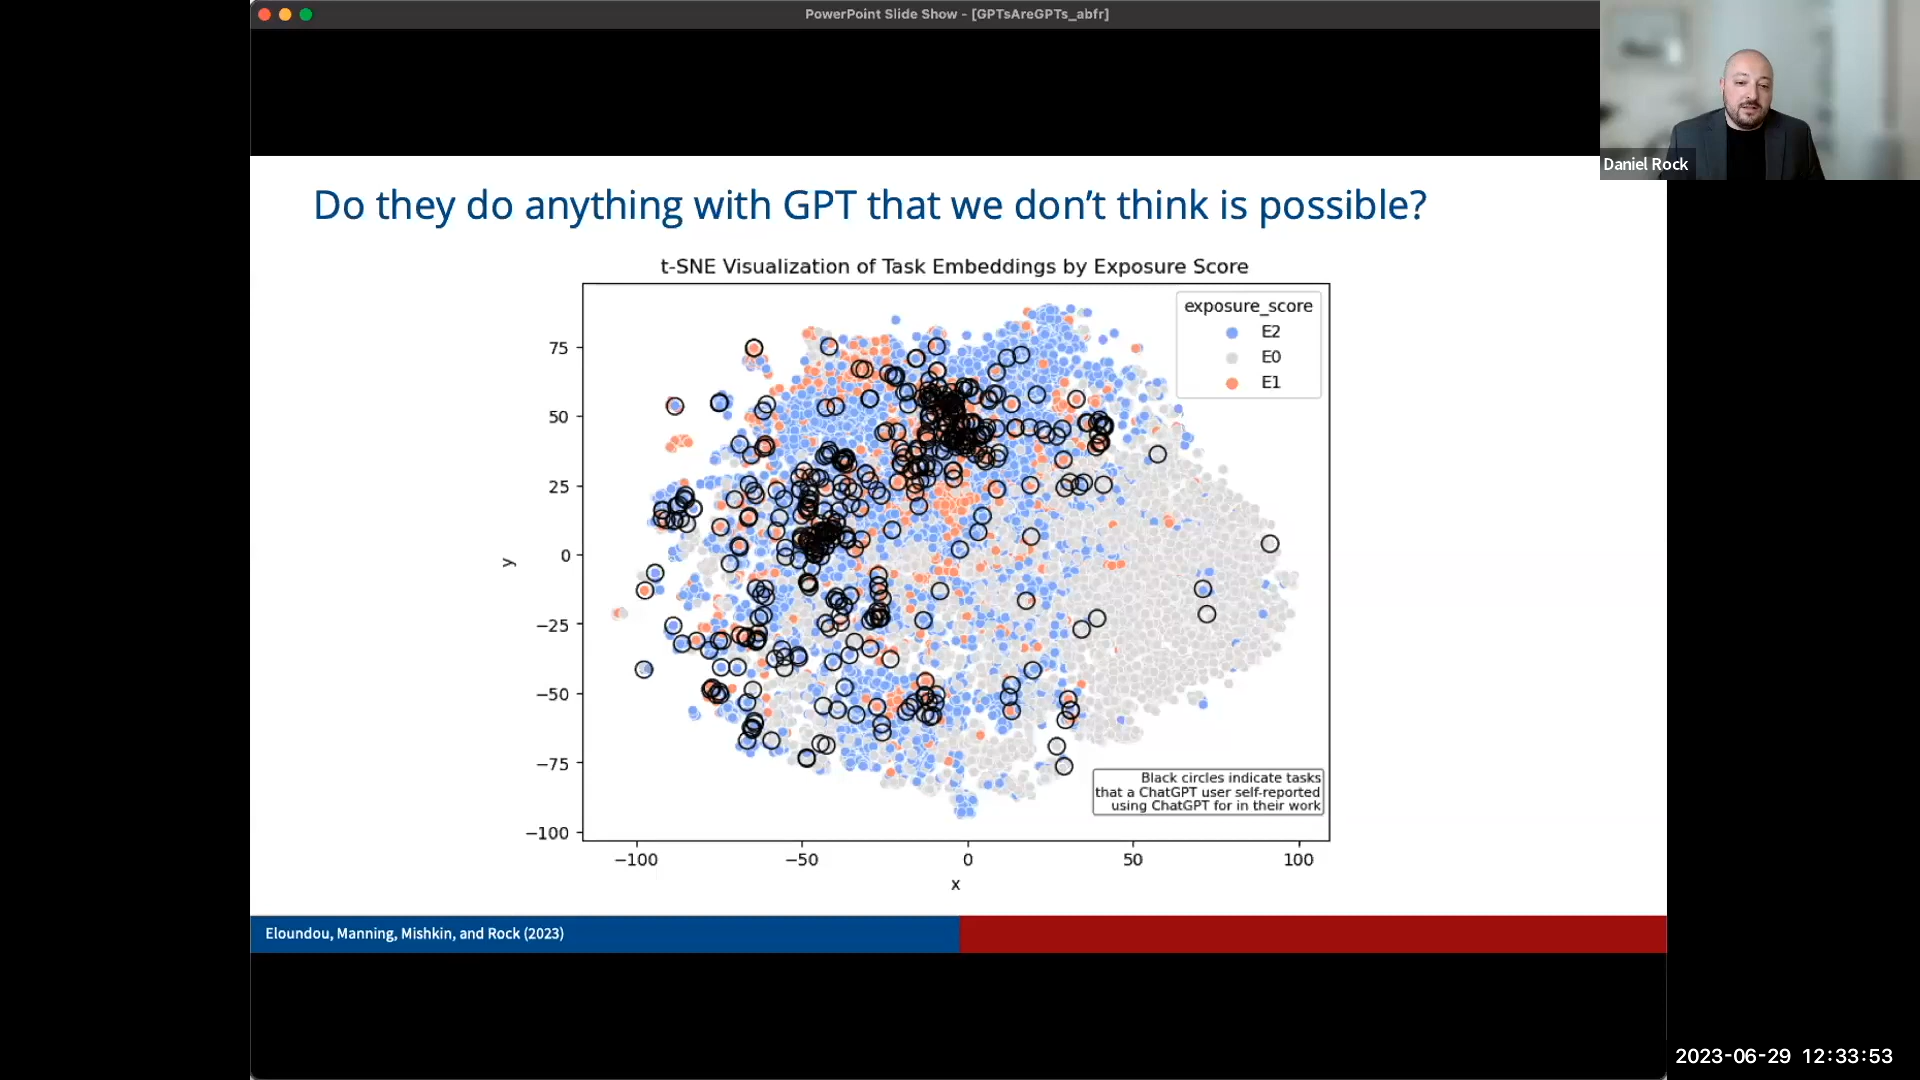 PowerPoint Slide Show - [GPTsAreGPTs_abfr]
Daniel Rock
Do they do anything with GPT that we don’t think is possible?
t-SNE Visualization of Task Embeddings by Exposure Score
exposure_score
E2
E0
E1
75
50
25
0
−25
−50
−75
−100
y
Black circles indicate tasks
that a ChatGPT user self-reported
using ChatGPT for in their work
−100
−50
0
50
100
x
Eloundou, Manning, Mishkin, and Rock (2023)
2023-06-29 12:33:53